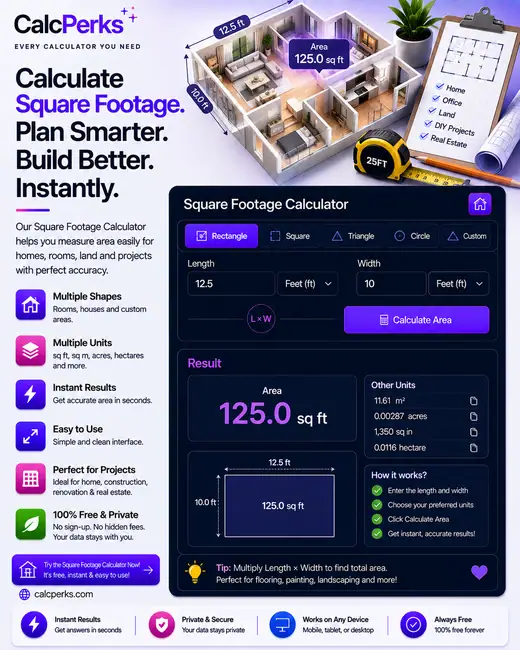 CalcPerks
EVERY CALCULATOR YOU NEED
Calculate
Square Footage.
Plan Smarter.
Build Better.
Instantly.
Our Square Footage Calculator
helps you measure area easily for
homes, rooms, land and projects
with perfect accuracy.
Multiple Shapes
Rooms, houses and custom
areas.
Multiple Units
sq ft, sq m, acres, hectares
and more.
Instant Results
Get accurate area in seconds.
Easy to Use
Simple and clean interface.
Perfect for Projects
Ideal for home, construction,
renovation & real estate.
100% Free & Private
No sign-up. No hidden fees.
Your data stays with you.
Try the Square Footage Calculator Now!
It's free, instant & easy to use!
calcperks.com
12.5 ft
10.0 ft
Area
125.0 sq ft
Home
Office
Land
DIY Projects
Real Estate
25FT
Square Footage Calculator
Rectangle
Square
Triangle
Circle
Custom
Length
Width
12.5
Feet (ft)
10
Feet (ft)
L × W
Calculate Area
Result
Area
125.0 sq ft
Other Units
11.61 m²
0.00287 acres
1,350 sq in
0.0116 hectare
12.5 ft
10.0 ft
125.0 sq ft
How it works?
Enter the length and width
Choose your preferred units
Click Calculate Area
Get instant, accurate results!
Tip: Multiply Length × Width to find total area.
Perfect for flooring, painting, landscaping and more!
Instant Results
Get answers in seconds
Private & Secure
Your data stays private
Works on Any Device
Mobile, tablet, or desktop
Always Free
100% free forever